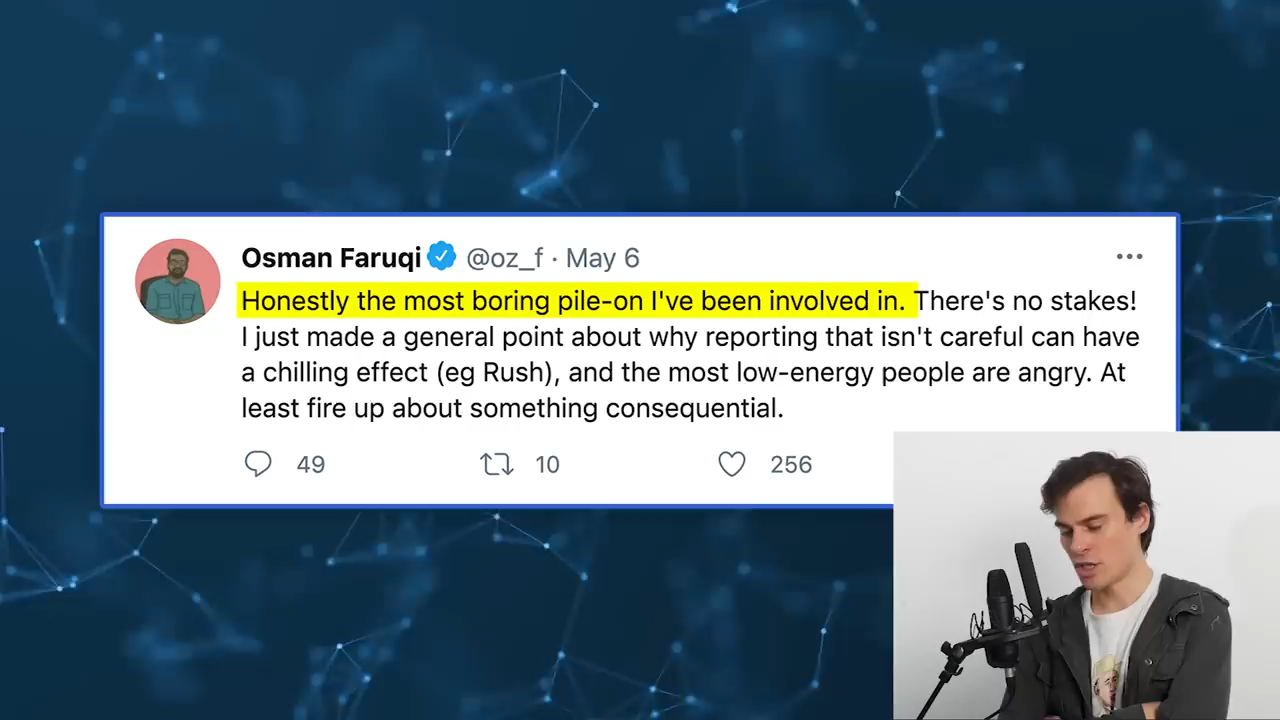 Osman Faruqi @oz_f · May 6
Honestly the most boring pile-on I've been involved in. There's no stakes!
I just made a general point about why reporting that isn't careful can have
a chilling effect (eg Rush), and the most low-energy people are angry. At
least fire up about something consequential.
49 10 256